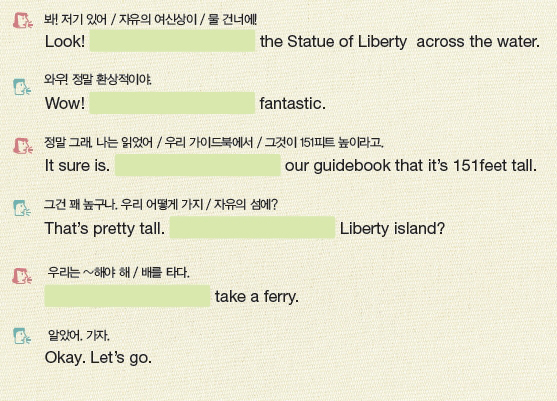 봐! 저기 있어 / 자유의 여신상이 / 물 건너에!
Look! the Statue of Liberty across the water.
와우! 정말 환상적이야.
Wow! fantastic.
정말 그래. 나는 읽었어 / 우리 가이드북에서 / 그것이 151피트 높이라고.
It sure is. our guidebook that it's 151feet tall.
그건 꽤 높구나. 우리 어떻게 가지 / 자유의 섬에?
That's pretty tall. Liberty island?
우리는 ~해야 해 / 배를 타다.
take a ferry.
알았어. 가자.
Okay. Let's go.